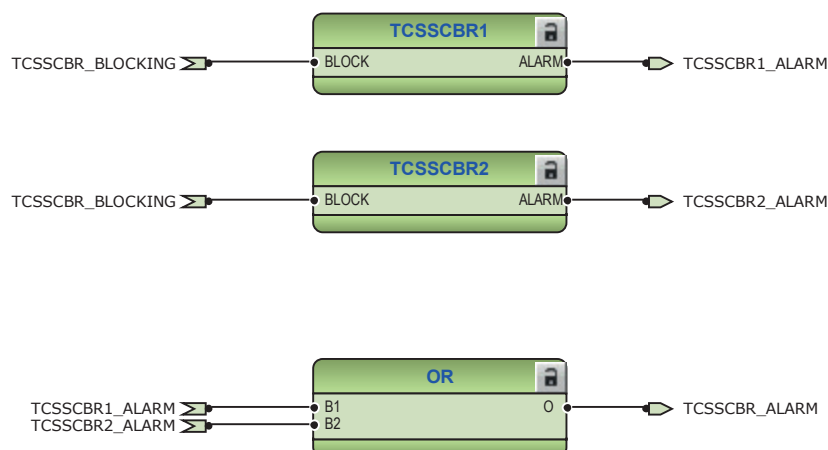 TCSSCBR1
TCSSCBR_BLOCKING BLOCK ALARM TCSSCBR1_ALARM
TCSSCBR2
TCSSCBR_BLOCKING BLOCK ALARM TCSSCBR2_ALARM
OR
TCSSCBR1_ALARM B1 O TCSSCBR_ALARM
TCSSCBR2_ALARM B2